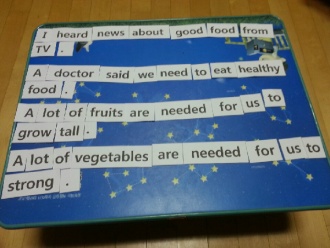 I heard news about good food from
TV .
A doctor said we need to eat healthy
food .
A lot of fruits are needed for us to
grow tall .
A lot of vegetables are needed for us to
strong .